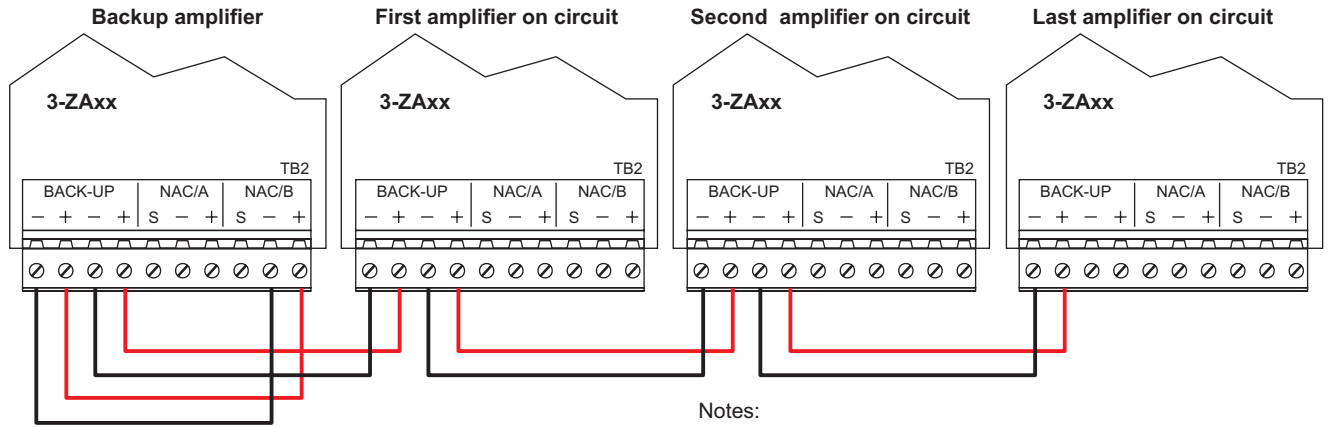 Backup amplifier First amplifier on circuit Second amplifier on circuit Last amplifier on circuit
3-ZAxx 3-ZAxx 3-ZAxx 3-ZAxx
TB2 TB2 TB2 TB2
BACK-UP NAC/A NAC/B BACK-UP NAC/A NAC/B BACK-UP NAC/A NAC/B BACK-UP NAC/A NAC/B
− + − + S − + S − + − + − + S − + S − + − + − + S − + S − + − + S − + S − +
Notes: